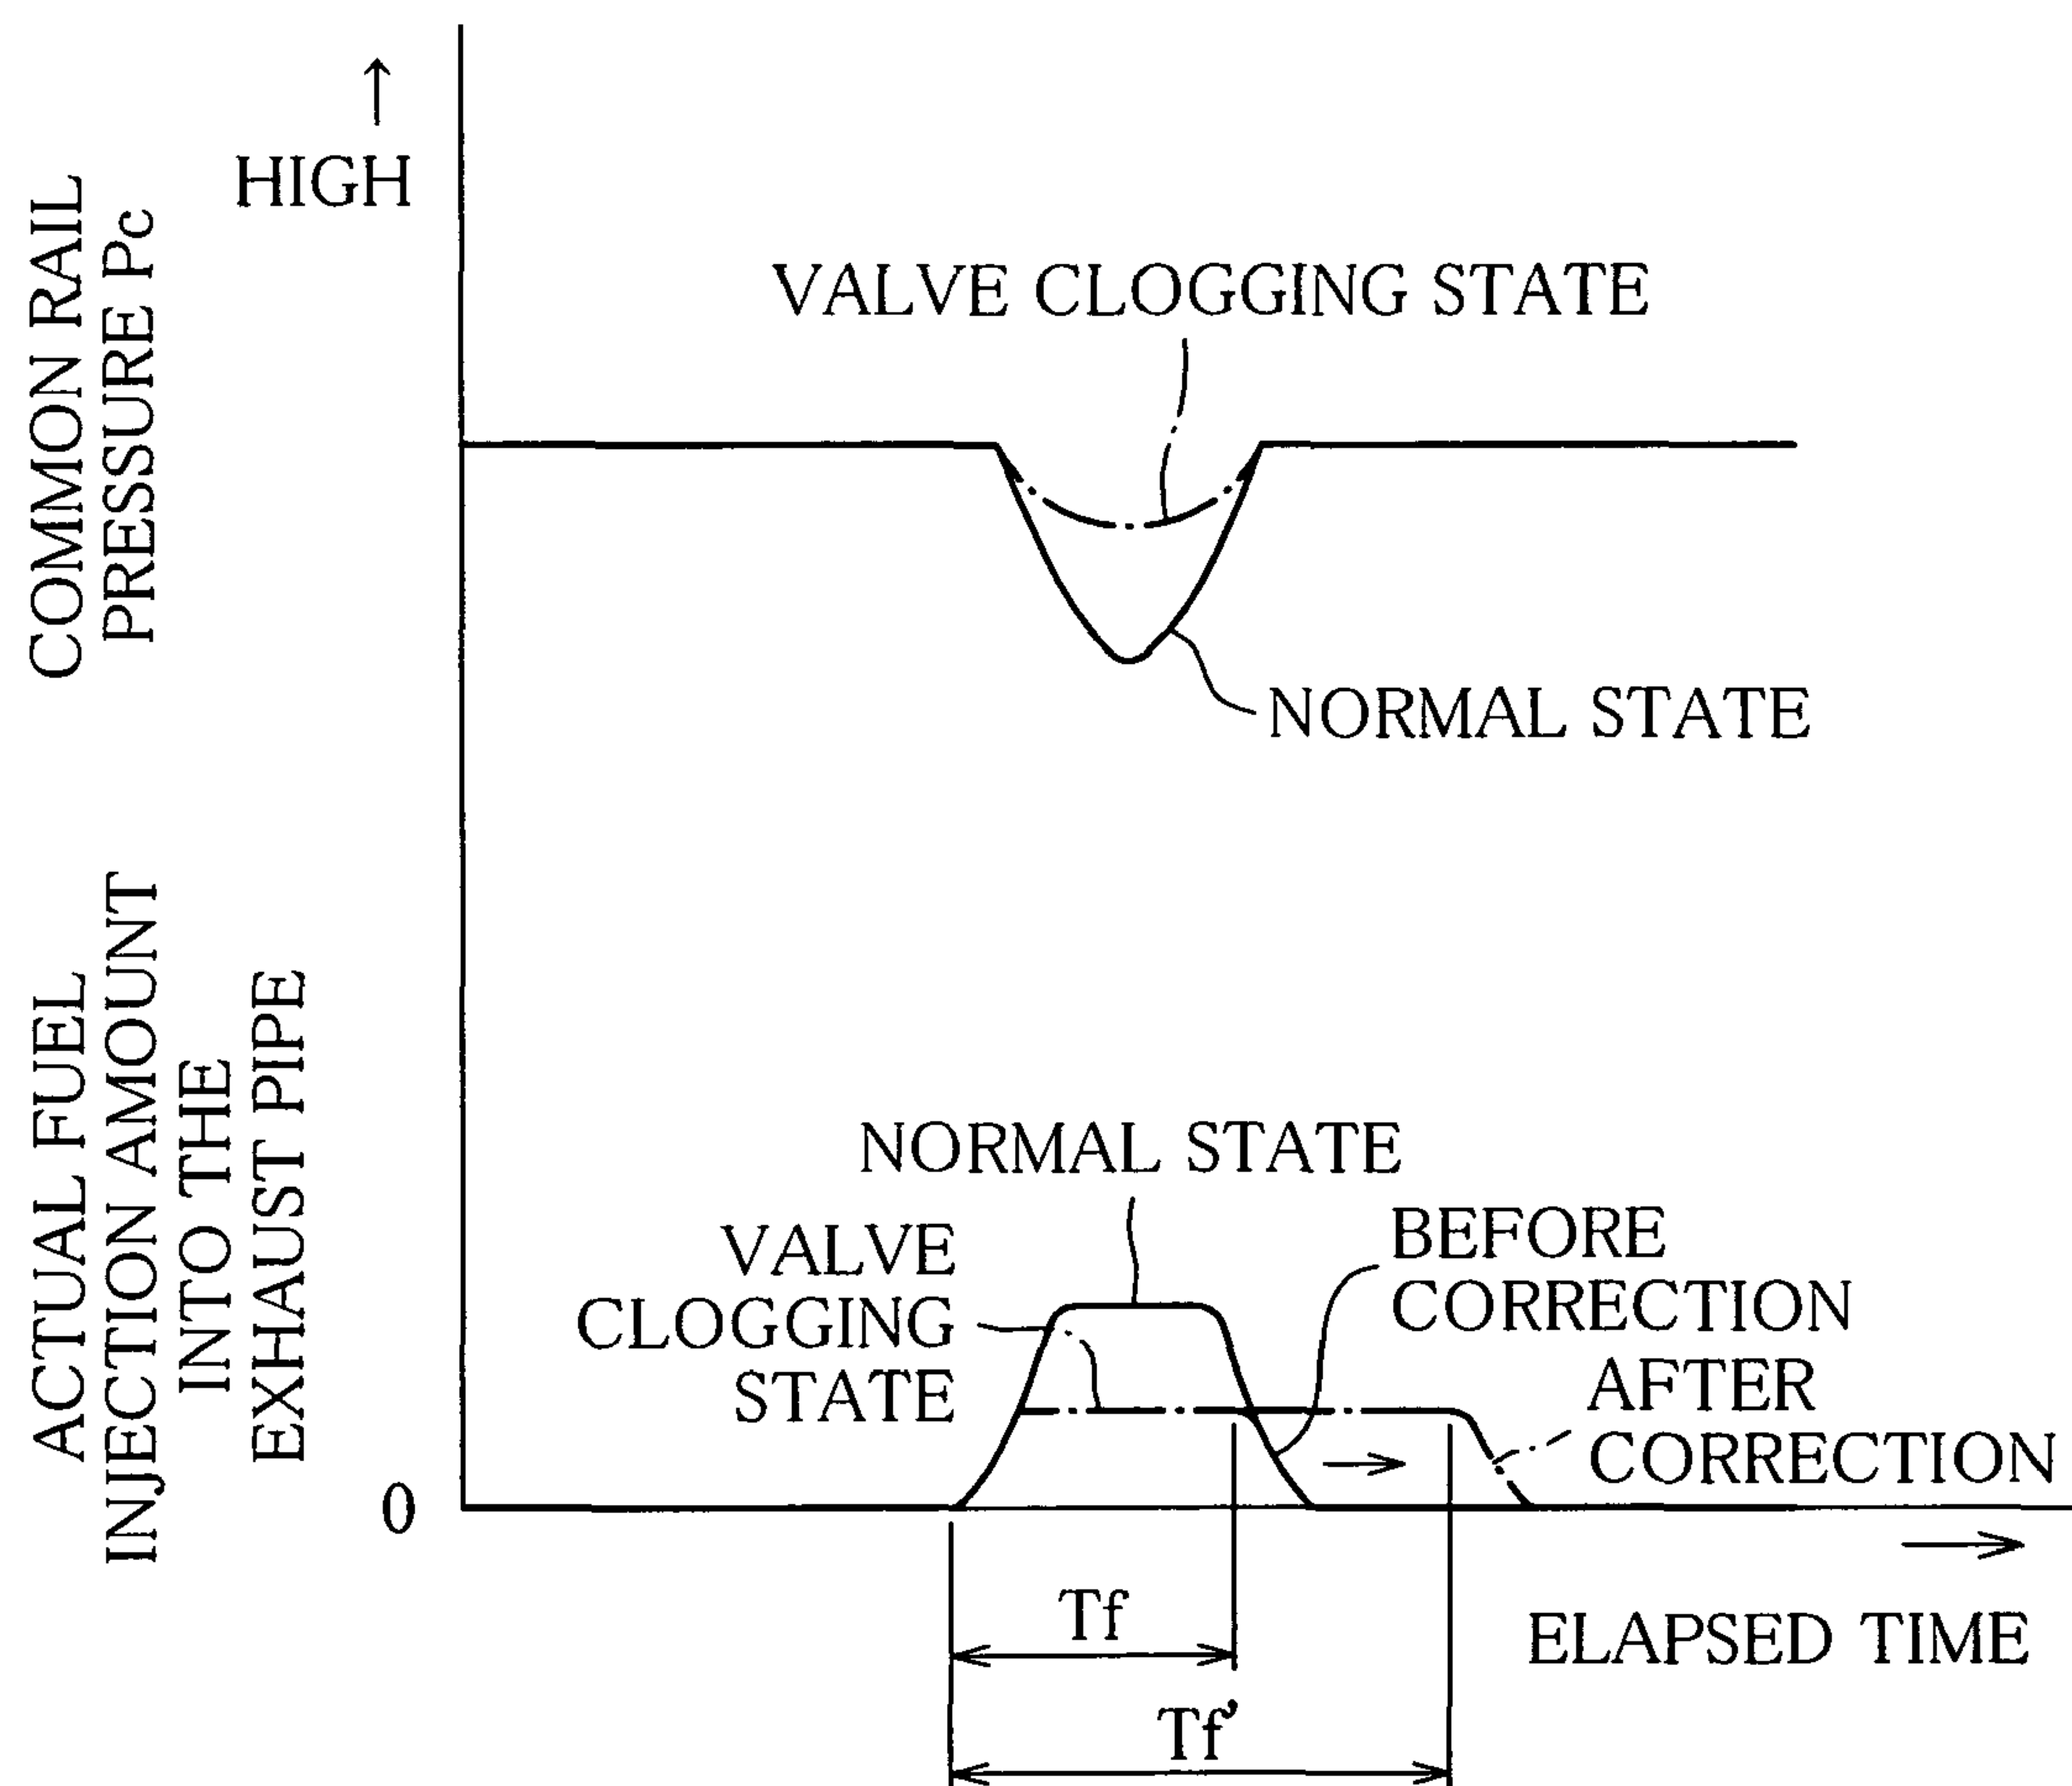 HIGH
COMMON RAIL
PRESSURE Pc
VALVE CLOGGING STATE
NORMAL STATE
ACTUAL FUEL
INJECTION AMOUNT
INTO THE
EXHAUST PIPE
NORMAL STATE
VALVE
CLOGGING
STATE
BEFORE
CORRECTION
AFTER
CORRECTION
0
Tf
ELAPSED TIME
Tf’